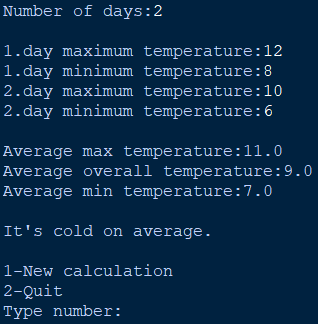 Number of days:2
1.day maximum temperature:12
1.day minimum temperature:8
2.day maximum temperature:10
2.day minimum temperature:6
Average max temperature:11.0
Average overall temperature:9.0
Average min temperature:7.0
It's cold on average.
1-New calculation
2-Quit
Type number: